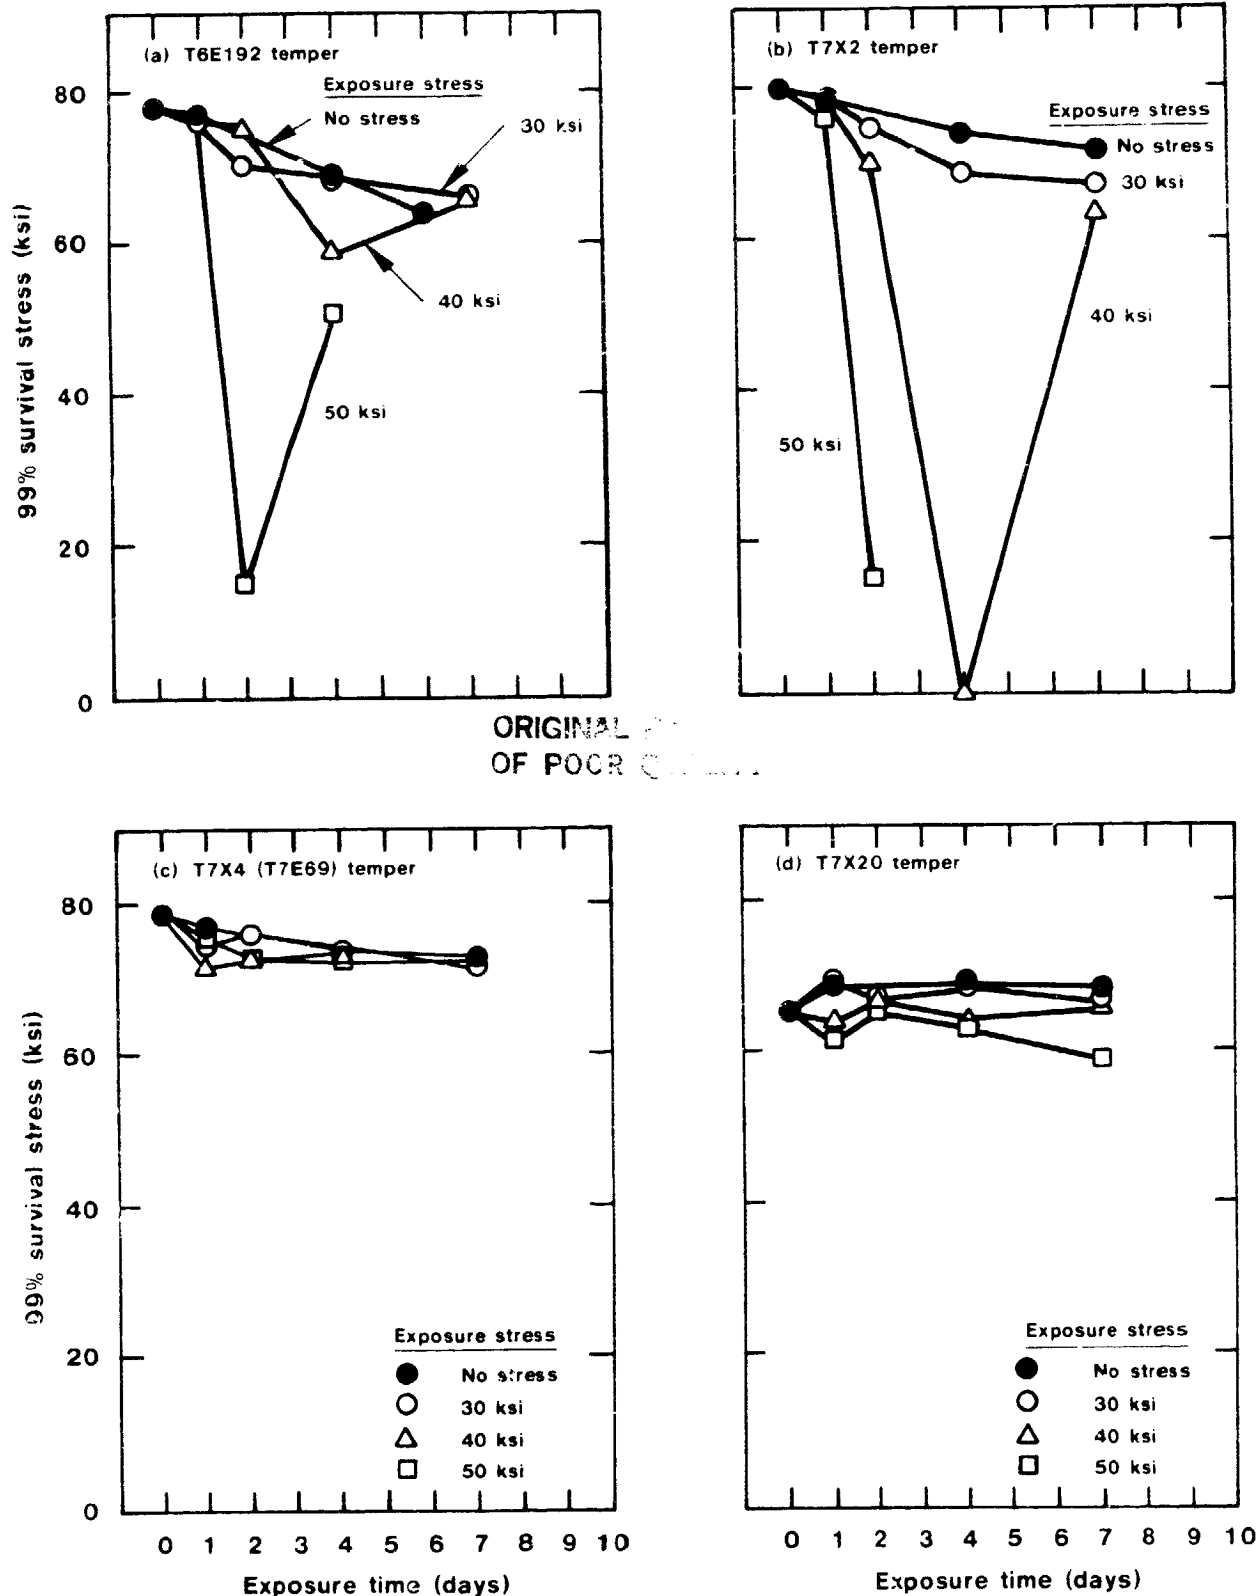 (a) T6E192 temper
Exposure stress
No stress
30 ksi
40 ksi
50 ksi
99% survival stress (ksi)
80
60
40
20
0
(b) T7X2 temper
Exposure stress
No stress
30 ksi
40 ksi
50 ksi
ORIGINAL
OF POOR
(c) T7X4 (T7E69) temper
99% survival stress (ksi)
80
60
40
20
0
Exposure stress
No stress
30 ksi
40 ksi
50 ksi
0 1 2 3 4 5 6 7 8 9 10
Exposure time (days)
(d) T7X20 temper
Exposure stress
No stress
30 ksi
40 ksi
50 ksi
0 1 2 3 4 5 6 7 8 9 10
Exposure time (days)